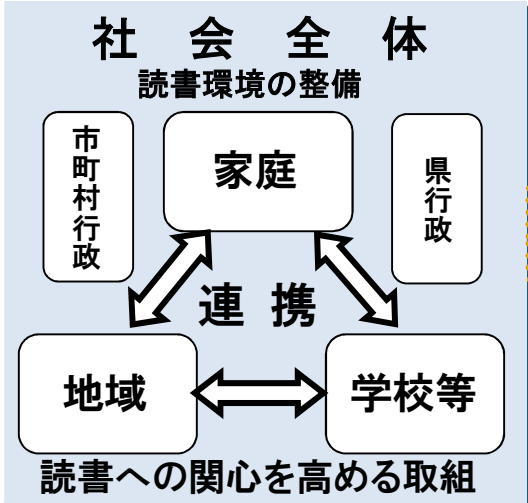 社会全体
読書環境の整備
市町村行政
家庭
県行政
連携
地域
学校等
読書への関心を高める取組